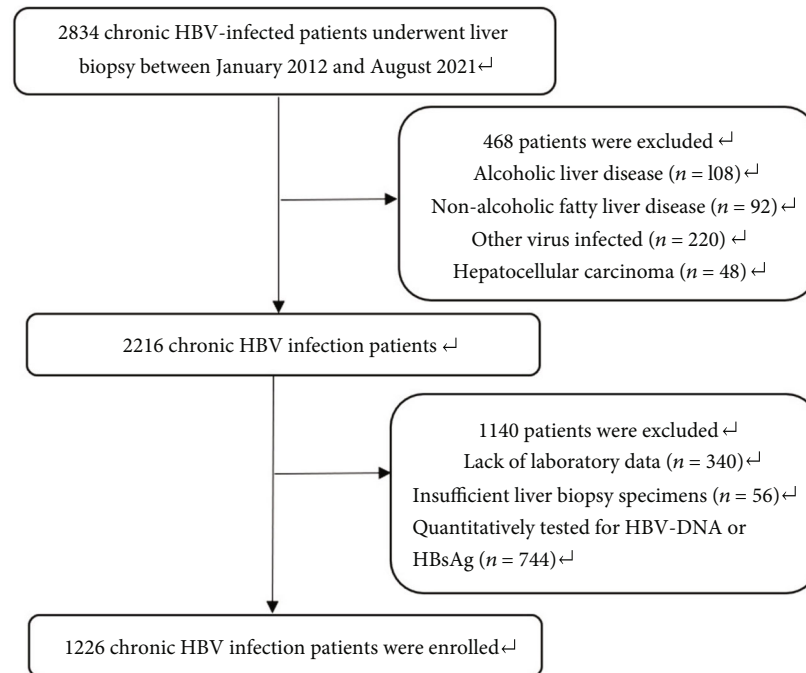 2834 chronic HBV-infected patients underwent liver
biopsy between January 2012 and August 2021↵
468 patients were excluded ↵
Alcoholic liver disease (n = l08)↵
Non-alcoholic fatty liver disease (n = 92)↵
Other virus infected (n = 220) ↵
Hepatocellular carcinoma (n = 48)↵
2216 chronic HBV infection patients ↵
1140 patients were excluded↵
Lack of laboratory data (n = 340)↵
Insufficient liver biopsy specimens (n = 56)↵
Quantitatively tested for HBV-DNA or
HBsAg (n = 744)↵
1226 chronic HBV infection patients were enrolled↵